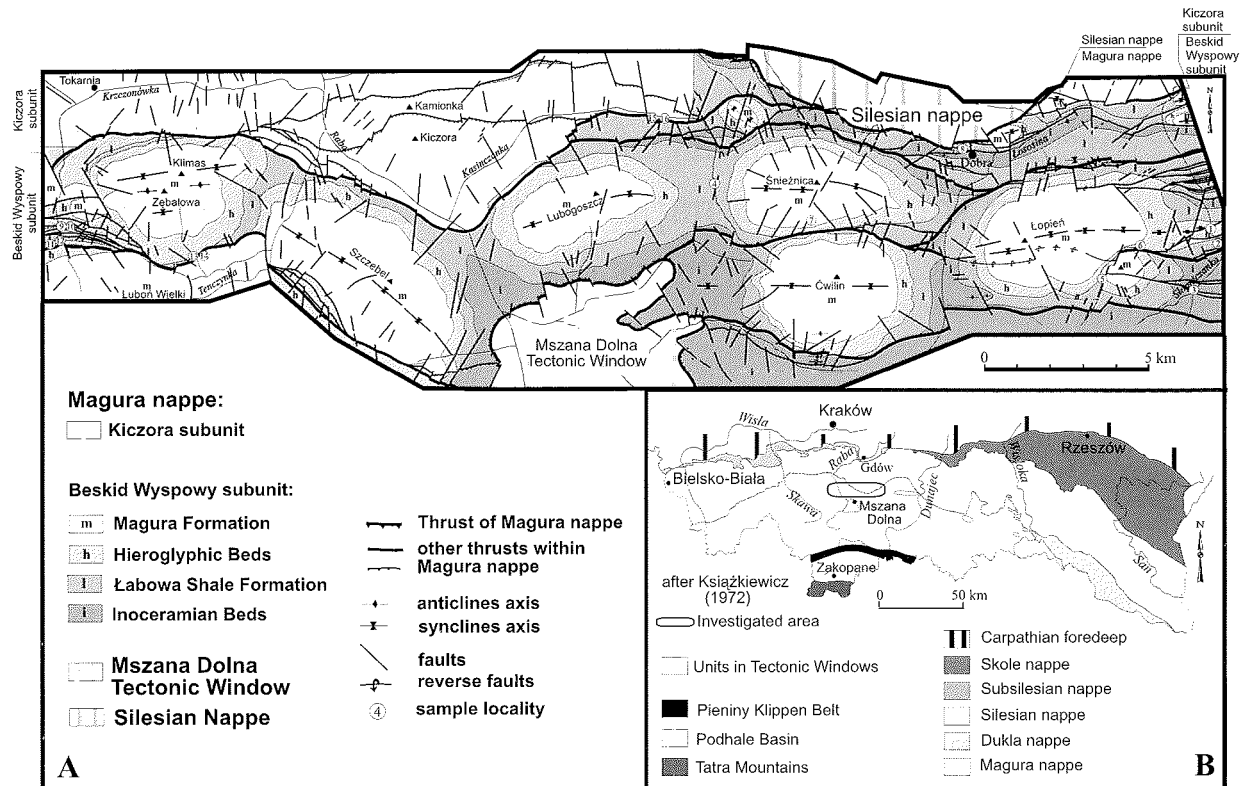 Kiczora
subunit
Silesian nappe
Magura nappe
Beskid
Wyspowy
subunit
Kiczora
subunit
Beskid Wyspowy
subunit
Tokarnia
Krzczonówka
Kamionka
Kiczora
Raba
Kasinczanka
Silesian nappe
Dobra
Łososina
N
Klimas
m
Zębalowa
Śnieżnica
m
Lubogoszcz
m
Łopień
m
Szczebel
m
Ćwilin
m
Luboń Wielki
m
Tenczynka
Mszana Dolna
Tectonic Window
0 5 km
Magura nappe:
Kiczora subunit
Beskid Wyspowy subunit:
m Magura Formation
h Hieroglyphic Beds
l Łabowa Shale Formation
i Inoceramian Beds
Mszana Dolna
Tectonic Window
Silesian Nappe
Thrust of Magura nappe
other thrusts within
Magura nappe
anticlines axis
synclines axis
faults
reverse faults
4 sample locality
A
Kraków
Wisła
Rzeszów
Raba
Gdów
Wisłoka
Bielsko-Biała
Skawa
Mszana
Dolna
Dunajec
San
N
Zakopane
after Książkiewicz
(1972)
0 50 km
Investigated area
Units in Tectonic Windows
Pieniny Klippen Belt
Podhale Basin
Tatra Mountains
Carpathian foredeep
Skole nappe
Subsilesian nappe
Silesian nappe
Dukla nappe
Magura nappe
B